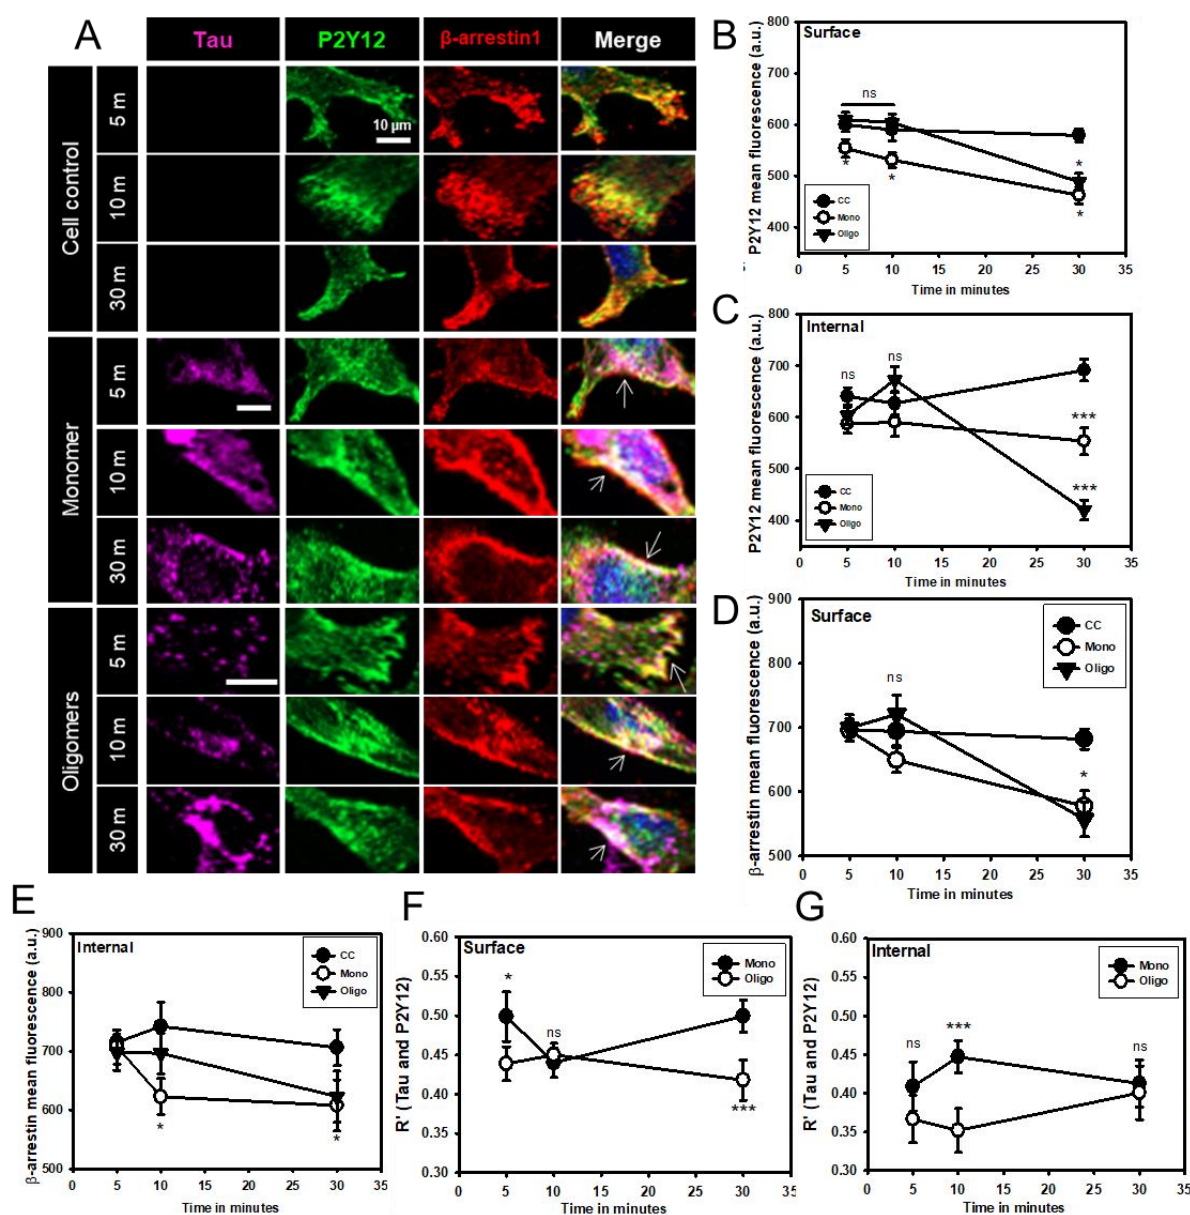 A
Tau
P2Y12
β-arrestin1
Merge
Cell control
5 m
10 µm
10 m
30 m
Monomer
5 m
10 m
30 m
Oligomers
5 m
10 m
30 m
B
Surface
P2Y12 mean fluorescence (a.u.)
800
700
600
500
400
ns
*
*
*
*
CC
Mono
Oligo
0 5 10 15 20 25 30 35
Time in minutes
C
Internal
P2Y12 mean fluorescence (a.u.)
800
700
600
500
400
ns
ns
***
***
CC
Mono
Oligo
0 5 10 15 20 25 30 35
Time in minutes
D
Surface
β-arrestin mean fluorescence (a.u.)
900
800
700
600
500
ns
*
CC
Mono
Oligo
0 5 10 15 20 25 30 35
Time in minutes
E
Internal
β-arrestin mean fluorescence (a.u.)
900
800
700
600
500
*
*
CC
Mono
Oligo
0 5 10 15 20 25 30 35
Time in minutes
F
Surface
R' (Tau and P2Y12)
0.60
0.55
0.50
0.45
0.40
0.35
0.30
*
ns
***
Mono
Oligo
0 5 10 15 20 25 30 35
Time in minutes
G
Internal
R' (Tau and P2Y12)
0.60
0.55
0.50
0.45
0.40
0.35
0.30
ns
***
ns
Mono
Oligo
0 5 10 15 20 25 30 35
Time in minutes